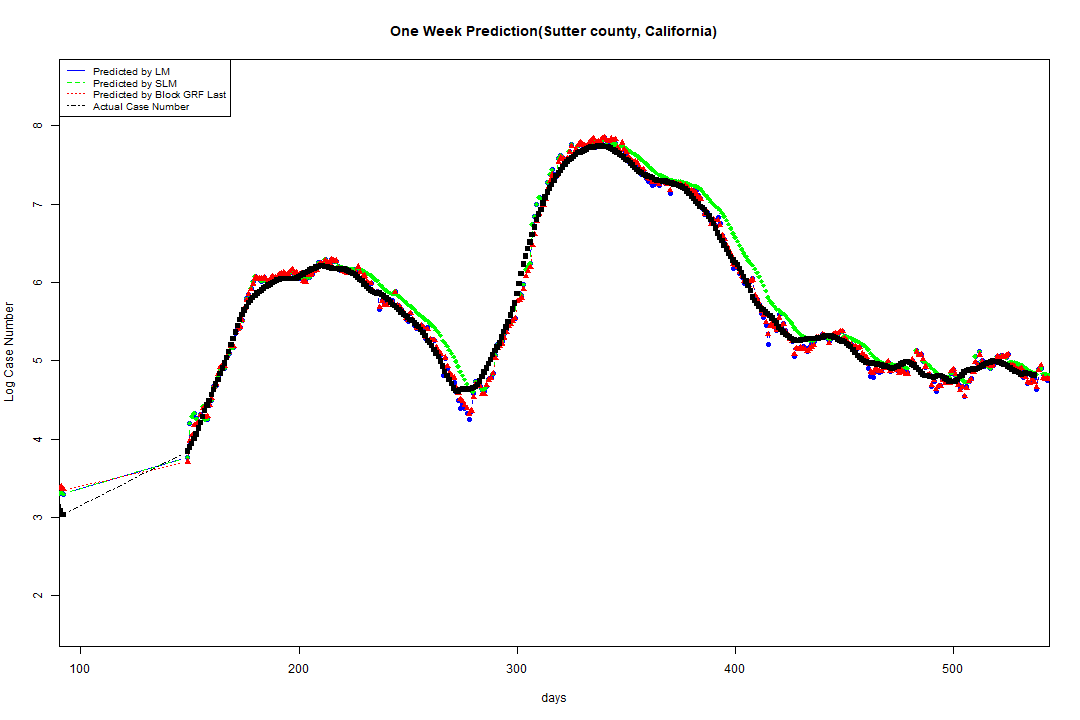 One Week Prediction(Sutter county, California)
Predicted by LM
Predicted by SLM
Predicted by Block GRF Last
Actual Case Number
Log Case Number
8
7
6
5
4
3
2
100 200 300 400 500
days